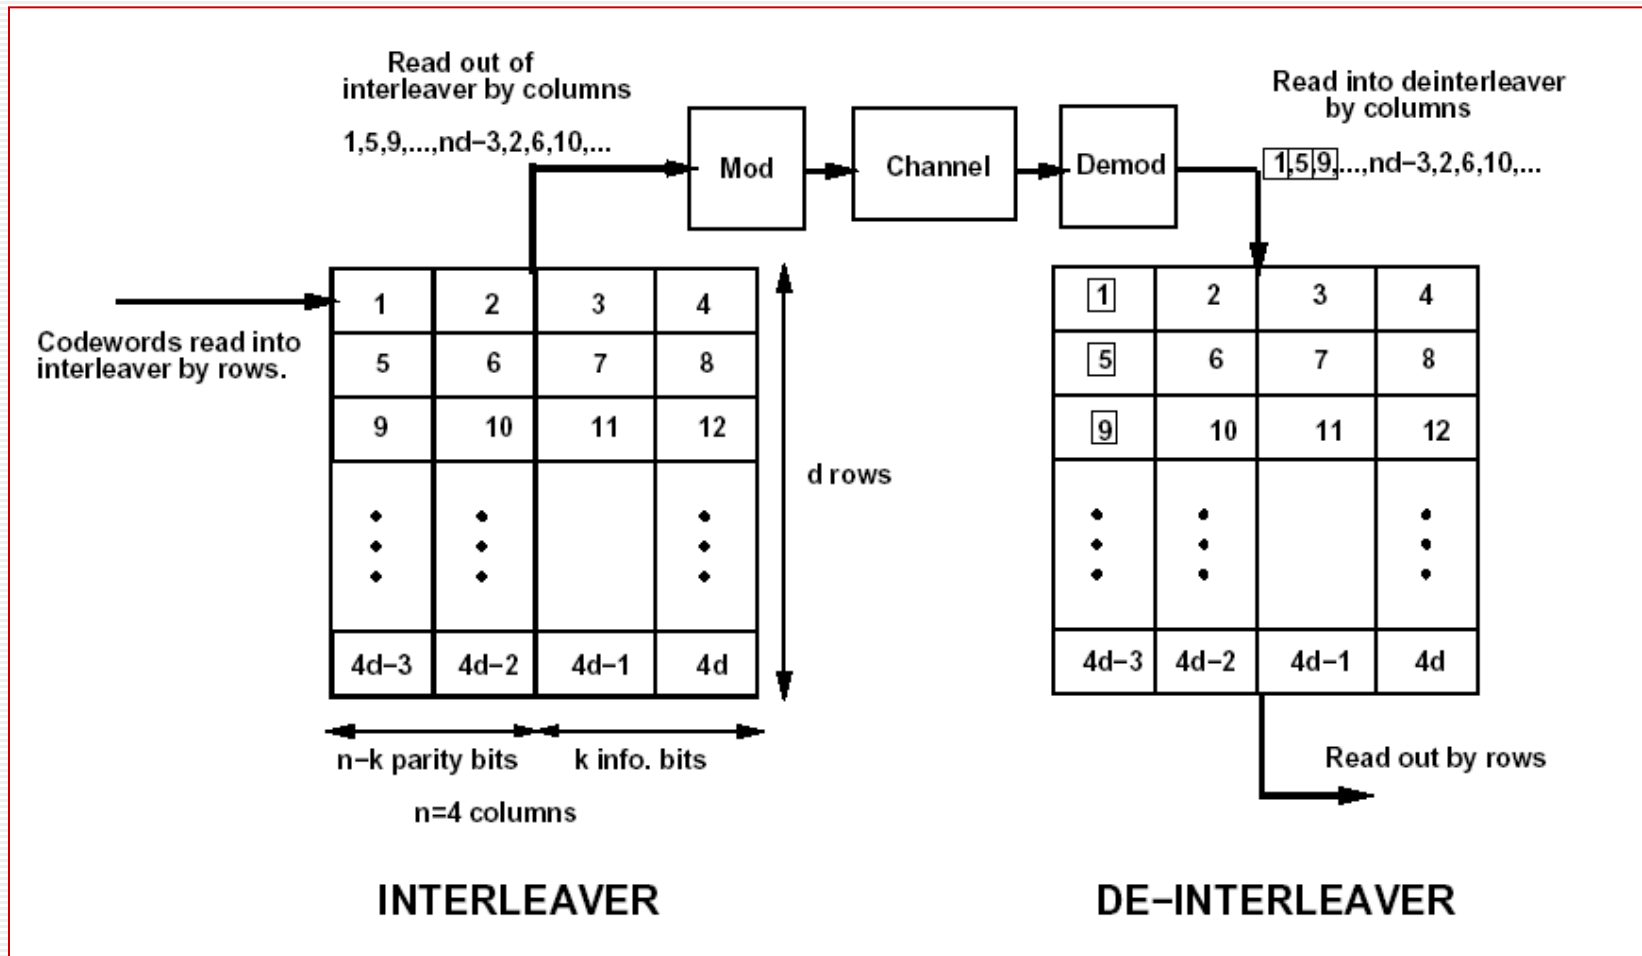 Read out of
interleaver by columns
1,5,9,...,nd−3,2,6,10,...
Mod
Channel
Demod
Read into deinterleaver
by columns
1,5,9,...,nd−3,2,6,10,...
Codewords read into
interleaver by rows.
1 2 3 4
5 6 7 8
9 10 11 12
4d−3 4d−2 4d−1 4d
d rows
n−k parity bits
k info. bits
n=4 columns
INTERLEAVER
1 2 3 4
5 6 7 8
9 10 11 12
4d−3 4d−2 4d−1 4d
Read out by rows
DE−INTERLEAVER